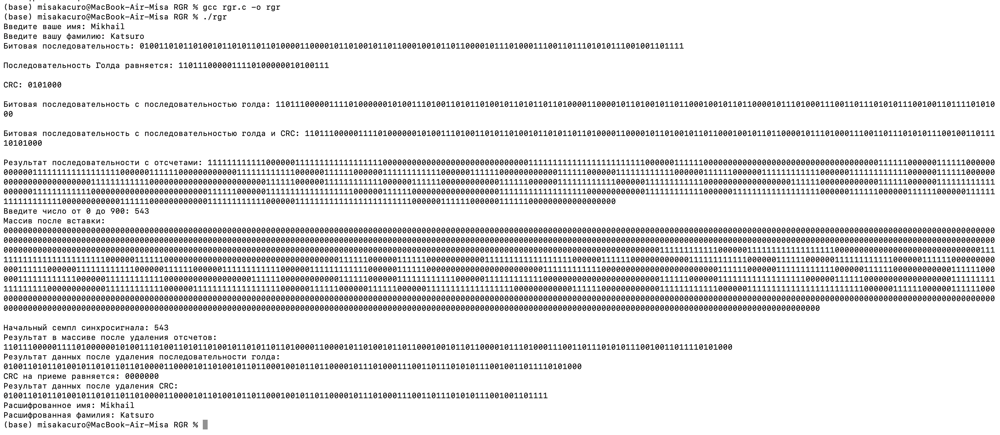 (base) misakacuro@MacBook-Air-Misa RGR % gcc rgr.c -o rgr
(base) misakacuro@MacBook-Air-Misa RGR % ./rgr
Введите ваше имя: Mikhail
Введите вашу фамилию: Katsuro
Битовая последовательность: 0100110101101001011010110110100001100001011010010110110001001011011000010111010001110011011101010111001001101111
Последовательность Голда равняется: 1101110000011110100000010100111
CRC: 0101000
Битовая последовательность с последовательностью голда: 1101110000011110100000010100111010011010110100101101011011010000110000101101001011011000100101101100001011101000111001101110101011100100110111101010
00
Битовая последовательность с последовательностью голда и CRC: 1101110000011110100000010100111010011010110100101101011011010000110000101101001011011000100101101100001011101000111001101110101011100100110111
10101000
Результат последовательности с отсчетами: 111111111111000000111111111111111111000000000000000000000000000000111111111111111111111111000000111111000000000000000000000000000000000000111111000000111111000000
000000111111111111111111000000111111000000000000111111111111000000111111000000111111111111000000111111000000000000111111000000111111111111000000111111000000111111111111000000111111111111000000111111000000
000000000000000000111111111111000000000000000000000000111111000000111111111111000000111111000000000000111111000000111111111111000000111111111111000000000000000000111111000000000000111111000000111111111111
000000111111111111000000000000000000000000111111000000111111111111111111000000111111000000000000000000111111111111111111000000000000111111111111000000111111111111111111000000111111000000111111000000111111
111111111111000000000000111111000000000000111111111111000000111111111111111111111111000000111111000000111111000000000000000000
Введите число от 0 до 900: 543
Массив после вставки:
000000000000000000000000000000000000000000000000000000000000000000000000000000000000000000000000000000000000000000000000000000000000000000000000000000000000000000000000000000000000000000000000000000000000
000000000000000000000000000000000000000000000000000000000000000000000000000000000000000000000000000000000000000000000000000000000000000000000000000000000000000000000000000000000000000000000000000000000000
000000000000000000000000000000000000000000000000000000000000000000000000000000000000000000000000000000000000000000000000000000000000000111111111111000000111111111111111111000000000000000000000000000000111
111111111111111111111000000111111000000000000000000000000000000000000111111000000111111000000000000111111111111111111000000111111000000000000111111111111000000111111000000111111111111000000111111000000000
000111111000000111111111111000000111111000000111111111111000000111111111111000000111111000000000000000000000000111111111111000000000000000000000000111111000000111111111111000000111111000000000000111111000
000111111111111000000111111111111000000000000000000111111000000000000111111000000111111111111000000111111111111000000000000000000000000111111000000111111111111111111000000111111000000000000000000111111111
111111111000000000000111111111111000000111111111111111111000000111111000000111111000000111111111111111111000000000000111111000000000000111111111111000000111111111111111111111111000000111111000000111111000
000000000000000000000000000000000000000000000000000000000000000000000000000000000000000000000000000000000000000000000000000000000000000000000000000000000000000000000000000000000000000000000000000000000000
000000000000000000000000000000000000000000000000000000000000000000000000000000000000000000000000000000000000000000000000000000000000000000000000000000000000000000000000
Начальный семпл синхросигнала: 543
Результат в массиве после удаления отсчетов:
110111000001111010000001010011101001101011010010110101101101000011000010110100101101100010010110110000101110100011100110111010101110010011011110101000
Результат данных после удаления последовательности голда:
01001101011010010110101101101000011000010110100101101100010010110110000101110100011100110111010101110010011011110101000
CRC на приеме равняется: 0000000
Результат данных после удаления CRC:
0100110101101001011010110110100001100001011010010110110001001011011000010111010001110011011101010111001001101111
Расшифрованное имя: Mikhail
Расшифрованная фамилия: Katsuro
(base) misakacuro@MacBook-Air-Misa RGR %